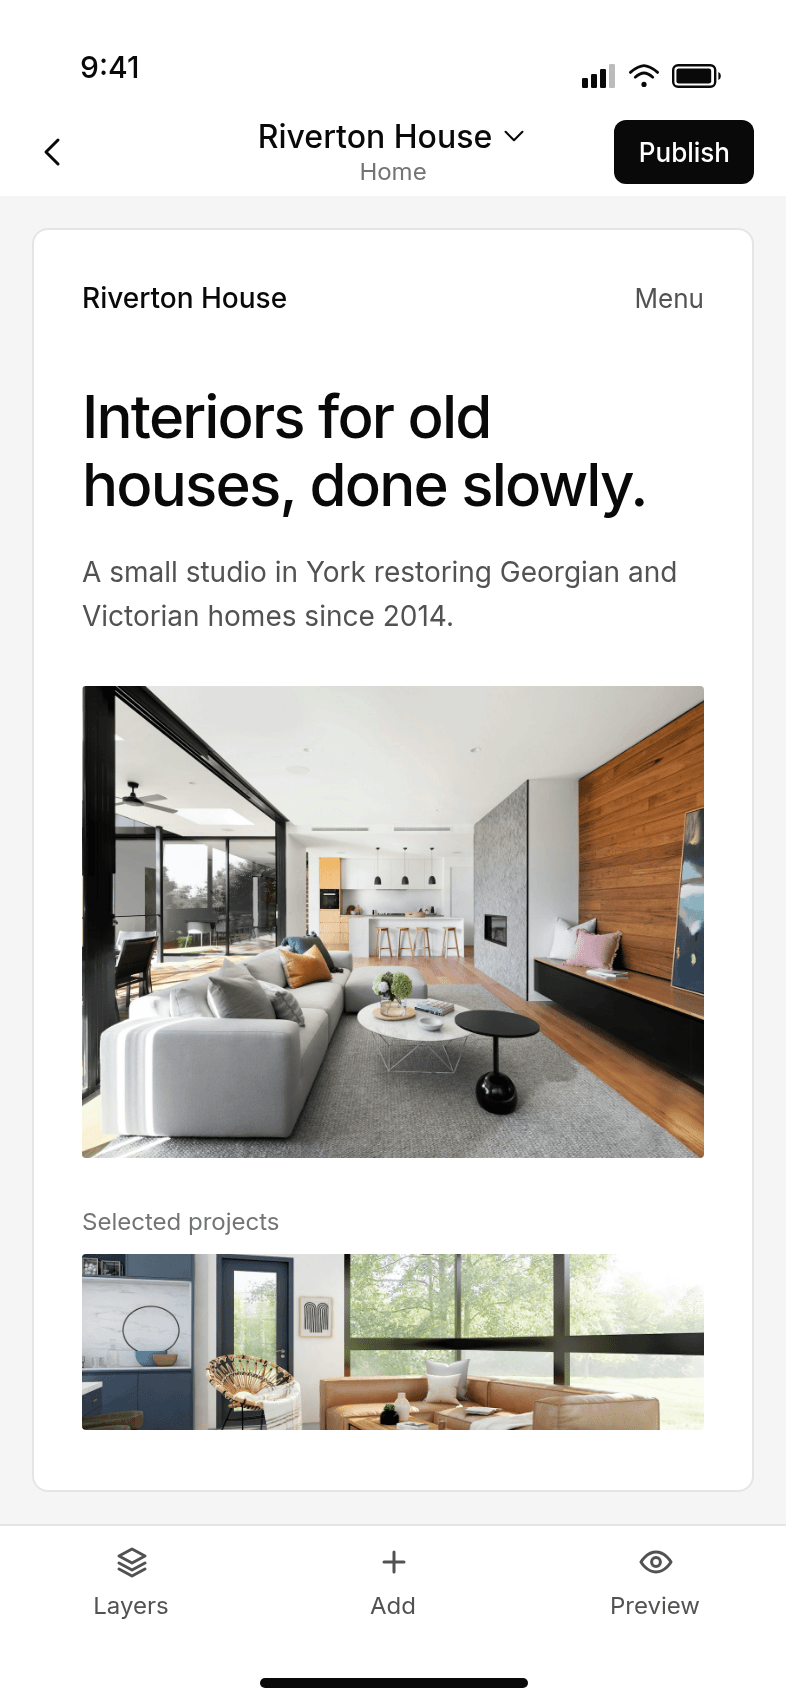 9:41
Riverton House
Home
Publish
Riverton House
Menu
Interiors for old
houses, done slowly.
A small studio in York restoring Georgian and
Victorian homes since 2014.
Selected projects
Layers
Add
Preview